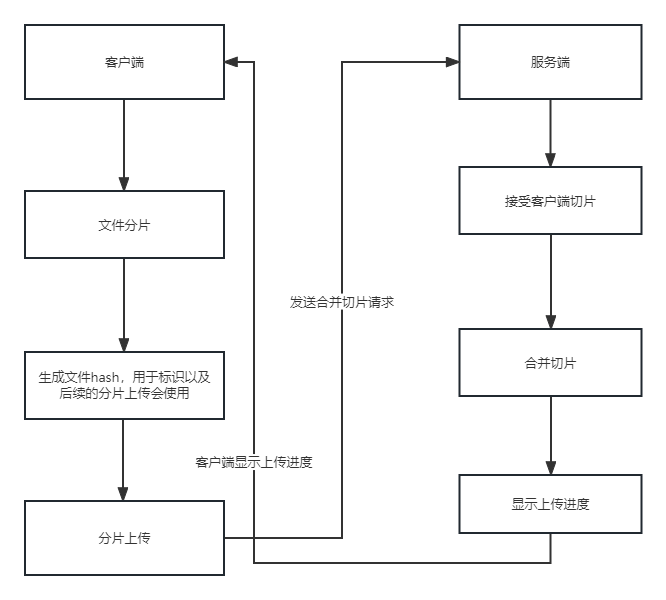 客户端
服务端
文件分片
接受客户端切片
发送合并切片请求
生成文件hash，用于标识以及
后续的分片上传会使用
合并切片
客户端显示上传进度
分片上传
显示上传进度